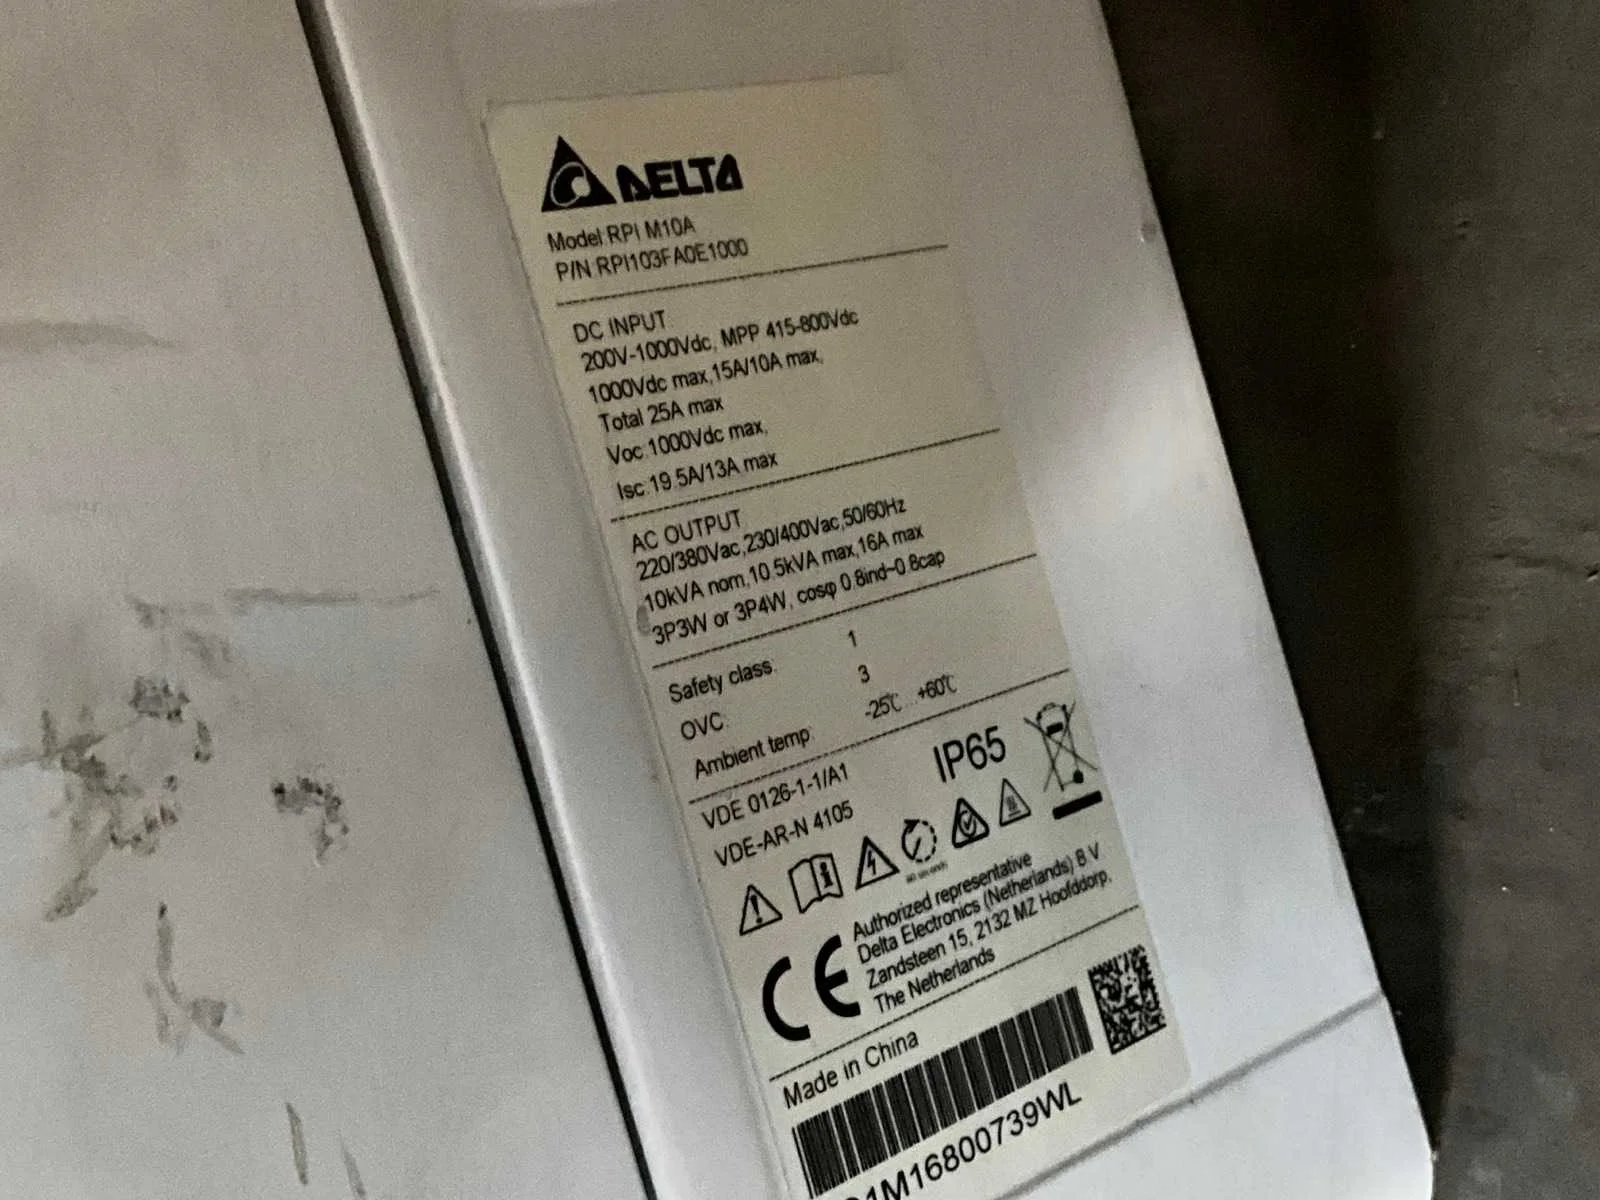 DELTA
Model:RPI M10A
P/N:RPI103FA0E1000
DC INPUT
200V-1000Vdc, MPP 415-800Vdc
1000Vdc max,15A/10A max,
Total 25A max
Voc:1000Vdc max,
Isc:19.5A/13A max
AC OUTPUT
220/380Vac,230/400Vac,50/60Hz
10kVA nom,10.5kVA max,16A max
3P3W or 3P4W, cosφ 0.8ind~0.8cap
Safety class: 1
OVC: 3
Ambient temp: -25℃...+60℃
VDE 0126-1-1/A1
VDE-AR-N 4105
IP65
CE
Authorized representative
Delta Electronics (Netherlands) B.V
Zandsteen 15, 2132 MZ Hoofddorp,
The Netherlands
Made in China
1M16800739WL